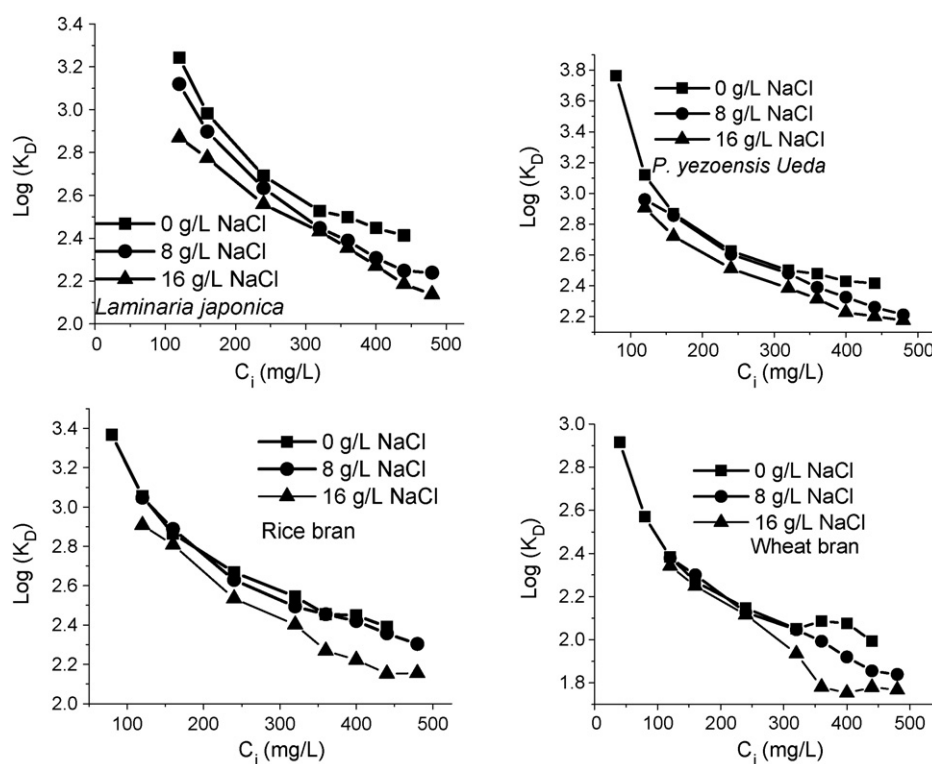 3.4
3.2
3.0
2.8
2.6
2.4
2.2
2.0
Log (K_D)
0 g/L NaCl
8 g/L NaCl
16 g/L NaCl
Laminaria japonica
0 100 200 300 400 500
C_i (mg/L)
3.8
3.6
3.4
3.2
3.0
2.8
2.6
2.4
2.2
Log (K_D)
0 g/L NaCl
8 g/L NaCl
16 g/L NaCl
P. yezoensis Ueda
100 200 300 400 500
C_i (mg/L)
3.4
3.2
3.0
2.8
2.6
2.4
2.2
2.0
Log (K_D)
0 g/L NaCl
8 g/L NaCl
16 g/L NaCl
Rice bran
100 200 300 400 500
C_i (mg/L)
3.0
2.8
2.6
2.4
2.2
2.0
1.8
Log (K_D)
0 g/L NaCl
8 g/L NaCl
16 g/L NaCl
Wheat bran
0 100 200 300 400 500
C_i (mg/L)